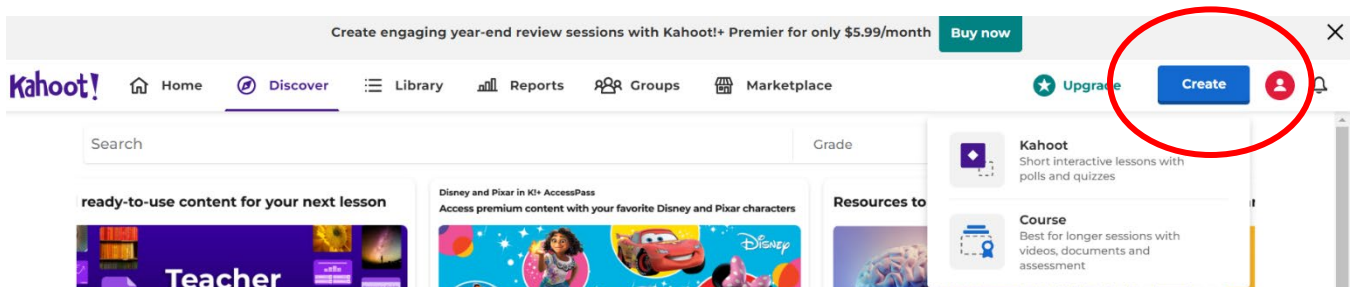 Create engaging year-end review sessions with Kahoot!+ Premier for only $5.99/month Buy now
Kahoot! Home Discover Library Reports Groups Marketplace Upgrade Create
Search Grade
Kahoot
Short interactive lessons with
polls and quizzes
ready-to-use content for your next lesson
Disney and Pixar in K!+ AccessPass
Access premium content with your favorite Disney and Pixar characters
Resources to
Course
Best for longer sessions with
videos, documents and
assessment
Teacher
Disney